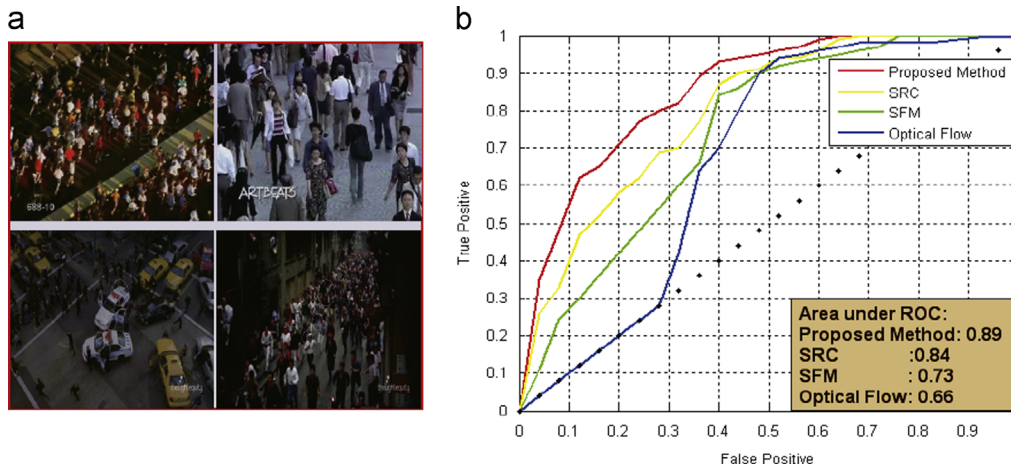 a
b
688-10
ARTBEATS
Proposed Method
SRC
SFM
Optical Flow
True Positive
1
0.9
0.8
0.7
0.6
0.5
0.4
0.3
0.2
0.1
0
Area under ROC:
Proposed Method: 0.89
SRC :0.84
SFM : 0.73
Optical Flow: 0.66
0 0.1 0.2 0.3 0.4 0.5 0.6 0.7 0.8 0.9
False Positive